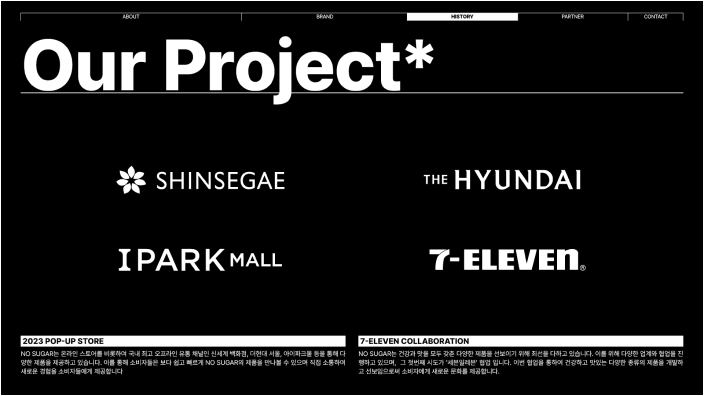 ABOUT
BRAND
HISTORY
PARTNER
CONTACT
Our Project*
SHINSEGAE
THE HYUNDAI
IPARK MALL
7-ELEVEN®
2023 POP-UP STORE
NO SUGAR는 온라인 스토어를 비롯하여 국내 최고 오프라인 유통 채널인 신세계 백화점, 더현대 서울, 아이파크몰 등을 통해 다
양한 제품을 제공하고 있습니다. 이를 통해 소비자들은 보다 쉽고 빠르게 NO SUGAR의 제품을 만나볼 수 있으며 직접 소통하며
새로운 경험을 소비자들에게 제공합니다
7-ELEVEN COLLABORATION
NO SUGAR는 건강과 맛을 모두 갖춘 다양한 제품을 선보이기 위해 최선을 다하고 있습니다. 이를 위해 다양한 업계와 협업을 진
행하고 있으며, 그 첫번째 시도가 '세븐일레븐' 협업 입니다. 이번 협업을 통하여 건강하고 맛있는 다양한 종류의 제품을 개발하
고 선보임으로써 소비자에게 새로운 문화를 제공합니다.